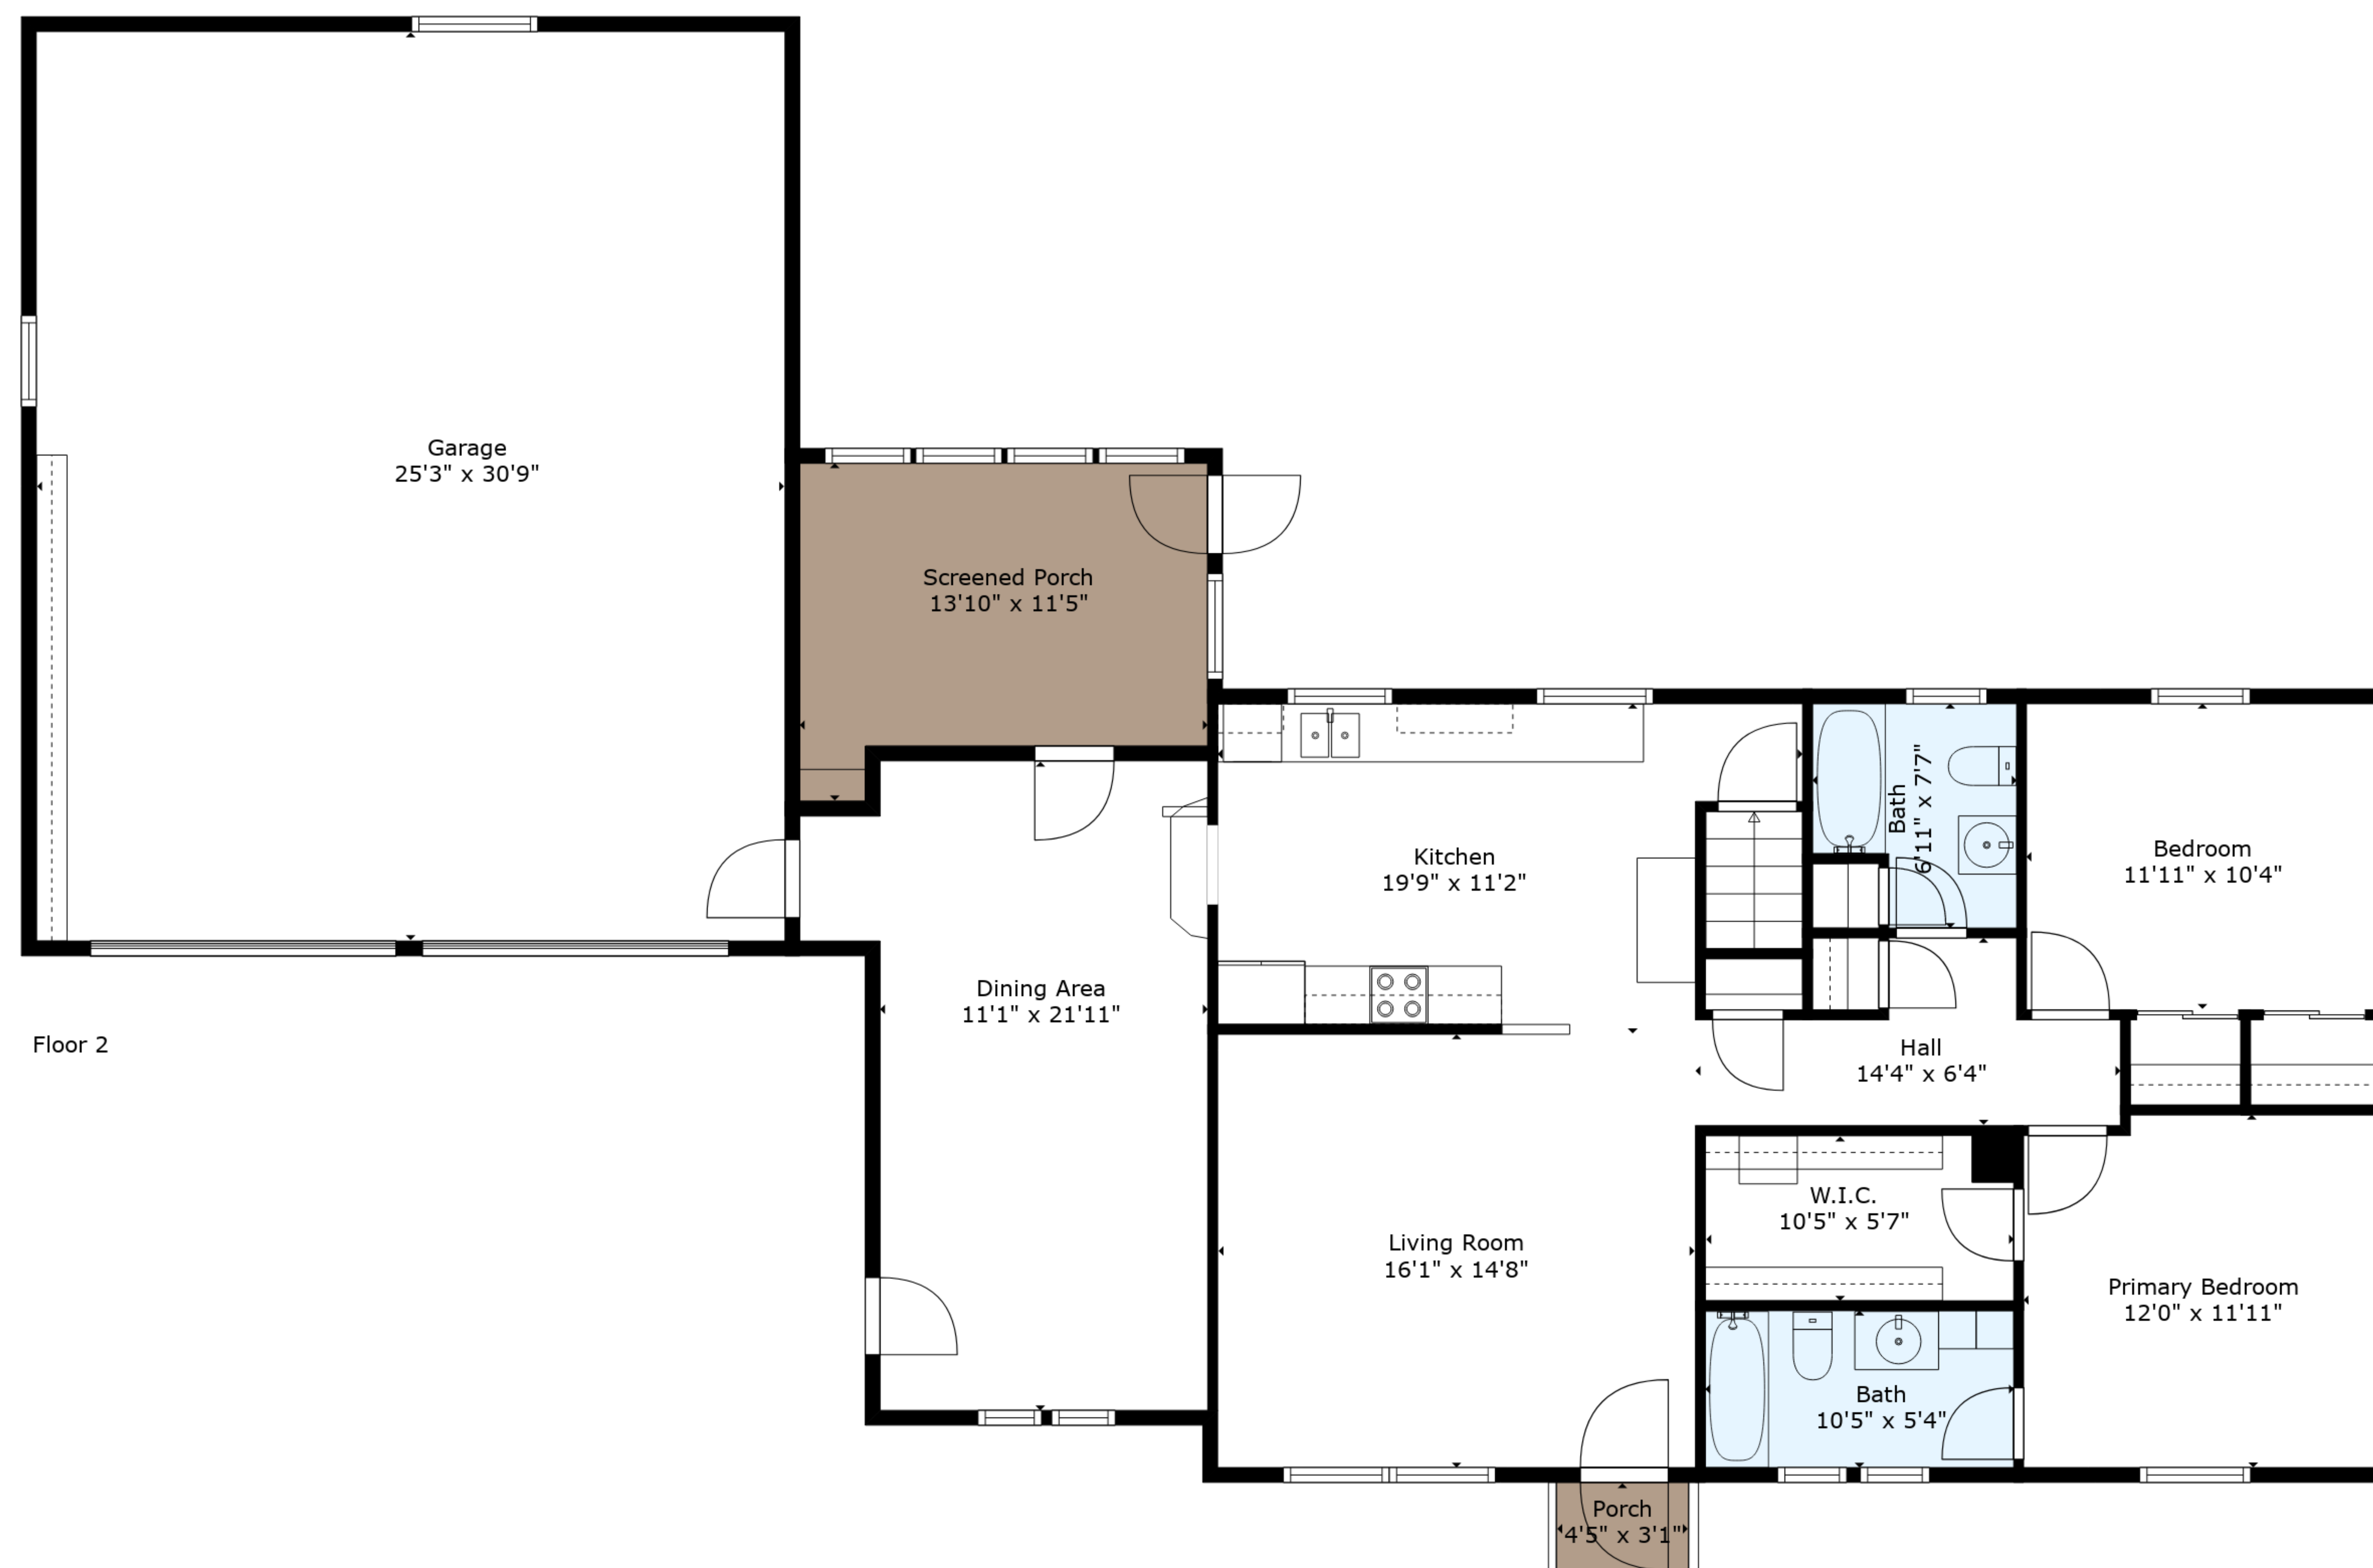 Garage
25'3" x 30'9"
Screened Porch
13'10" x 11'5"
Kitchen
19'9" x 11'2"
Bath
6'11" x 7'7"
Bedroom
11'11" x 10'4"
Dining Area
11'1" x 21'11"
Floor 2
Hall
14'4" x 6'4"
W.I.C.
10'5" x 5'7"
Living Room
16'1" x 14'8"
Primary Bedroom
12'0" x 11'11"
Bath
10'5" x 5'4"
Porch
4'5" x 3'1"